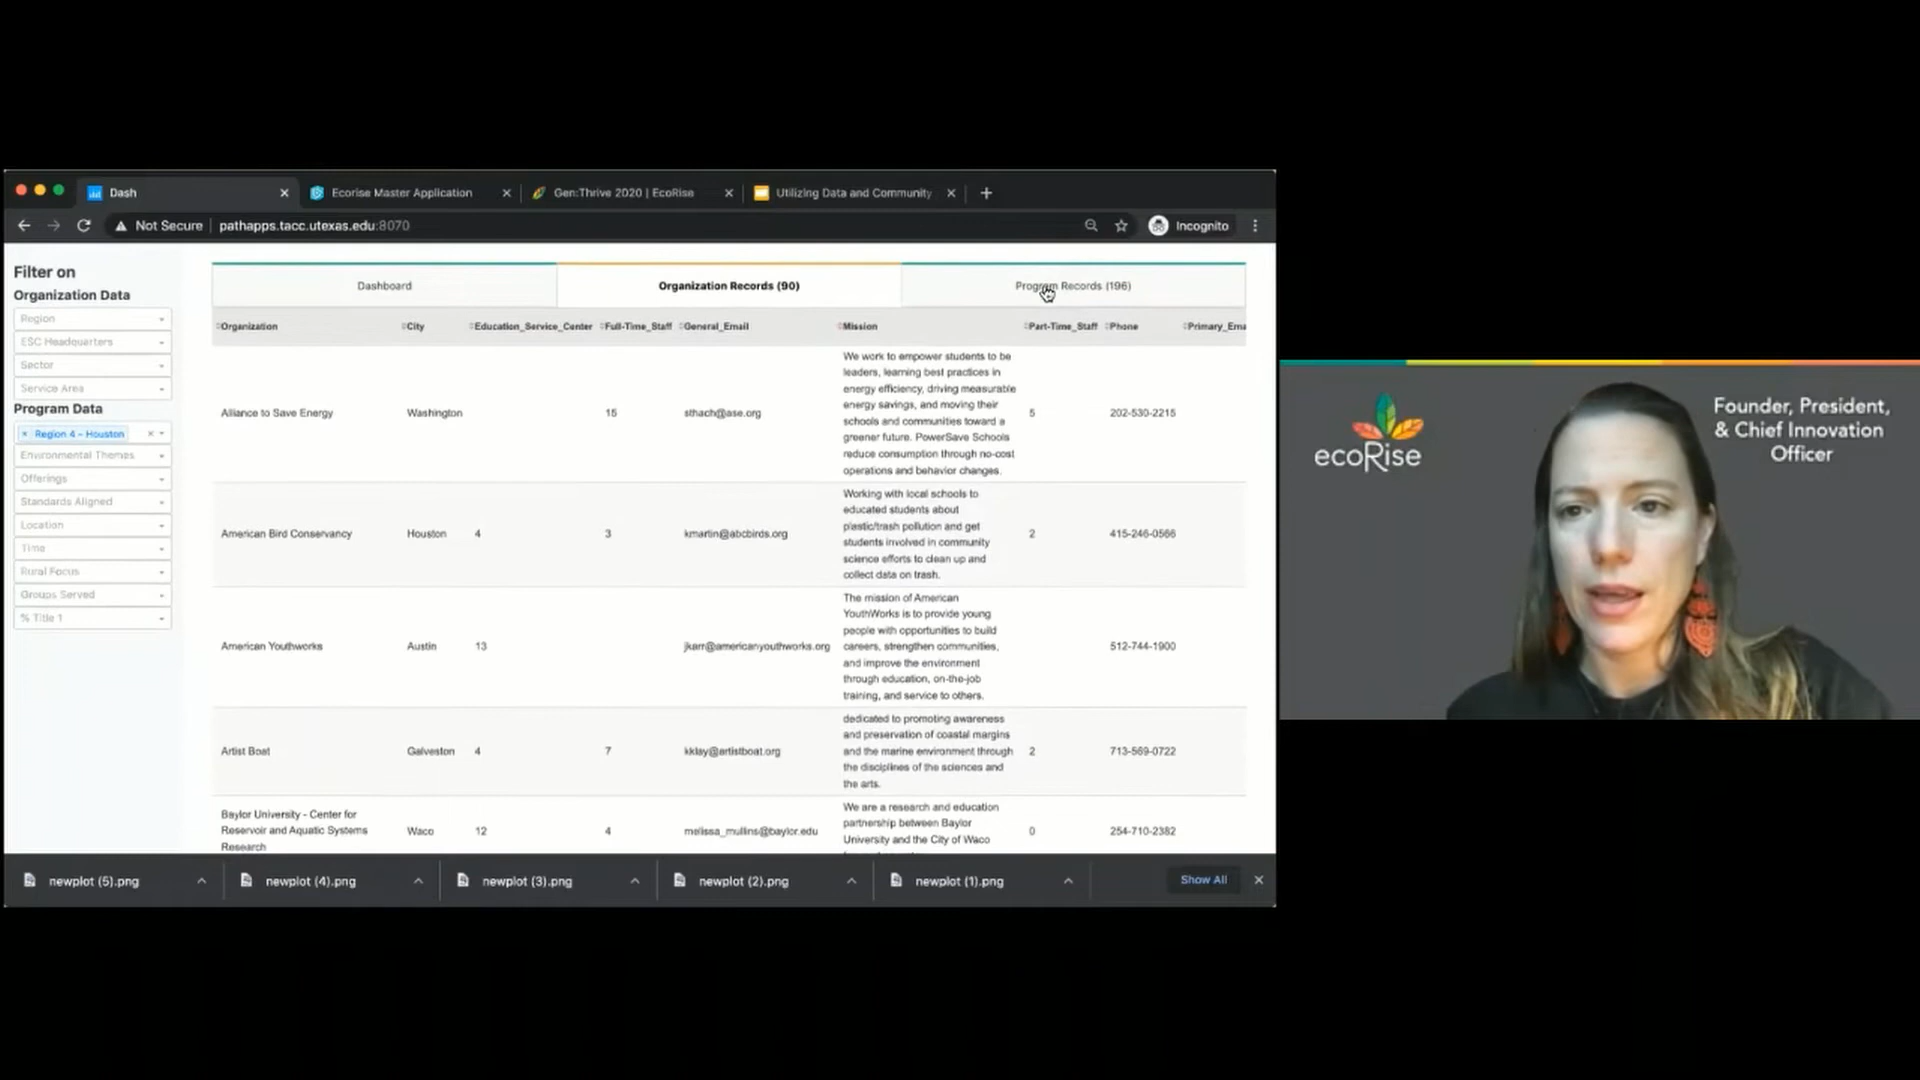 Dash
Ecorise Master Application
Gen:Thrive 2020 | EcoRise
Utilizing Data and Community
Not Secure
pathapps.tacc.utexas.edu:8070
Incognito
Filter on
Organization Data
Region
ESC Headquarters
Sector
Service Area
Program Data
× Region 4 - Houston
Environmental Themes
Offerings
Standards Aligned
Location
Time
Rural Focus
Groups Served
% Title 1
Dashboard
Organization Records (90)
Program Records (196)
Organization City Education_Service_Center Full-Time_Staff General_Email Mission Part-Time_Staff Phone Primary_Ema
Alliance to Save Energy
Washington
15
sthach@ase.org
We work to empower students to be
leaders, learning best practices in
energy efficiency, driving measurable
energy savings, and moving their
schools and communities toward a
greener future. PowerSave Schools
reduce consumption through no-cost
operations and behavior changes.
5
202-530-2215
American Bird Conservancy
Houston
4
3
kmartin@abcbirds.org
Working with local schools to
educated students about
plastic/trash pollution and get
students involved in community
science efforts to clean up and
collect data on trash.
2
415-246-0566
American Youthworks
Austin
13
jkarr@americanyouthworks.org
The mission of American
YouthWorks is to provide young
people with opportunities to build
careers, strengthen communities,
and improve the environment
through education, on-the-job
training, and service to others.
512-744-1900
Artist Boat
Galveston
4
7
kklay@artistboat.org
dedicated to promoting awareness
and preservation of coastal margins
and the marine environment through
the disciplines of the sciences and
the arts.
2
713-569-0722
Baylor University - Center for
Reservoir and Aquatic Systems
Research
Waco
12
4
melissa_mullins@baylor.edu
We are a research and education
partnership between Baylor
University and the City of Waco
0
254-710-2382
newplot (5).png
newplot (4).png
newplot (3).png
newplot (2).png
newplot (1).png
Show All
ecoRise
Founder, President,
& Chief Innovation
Officer